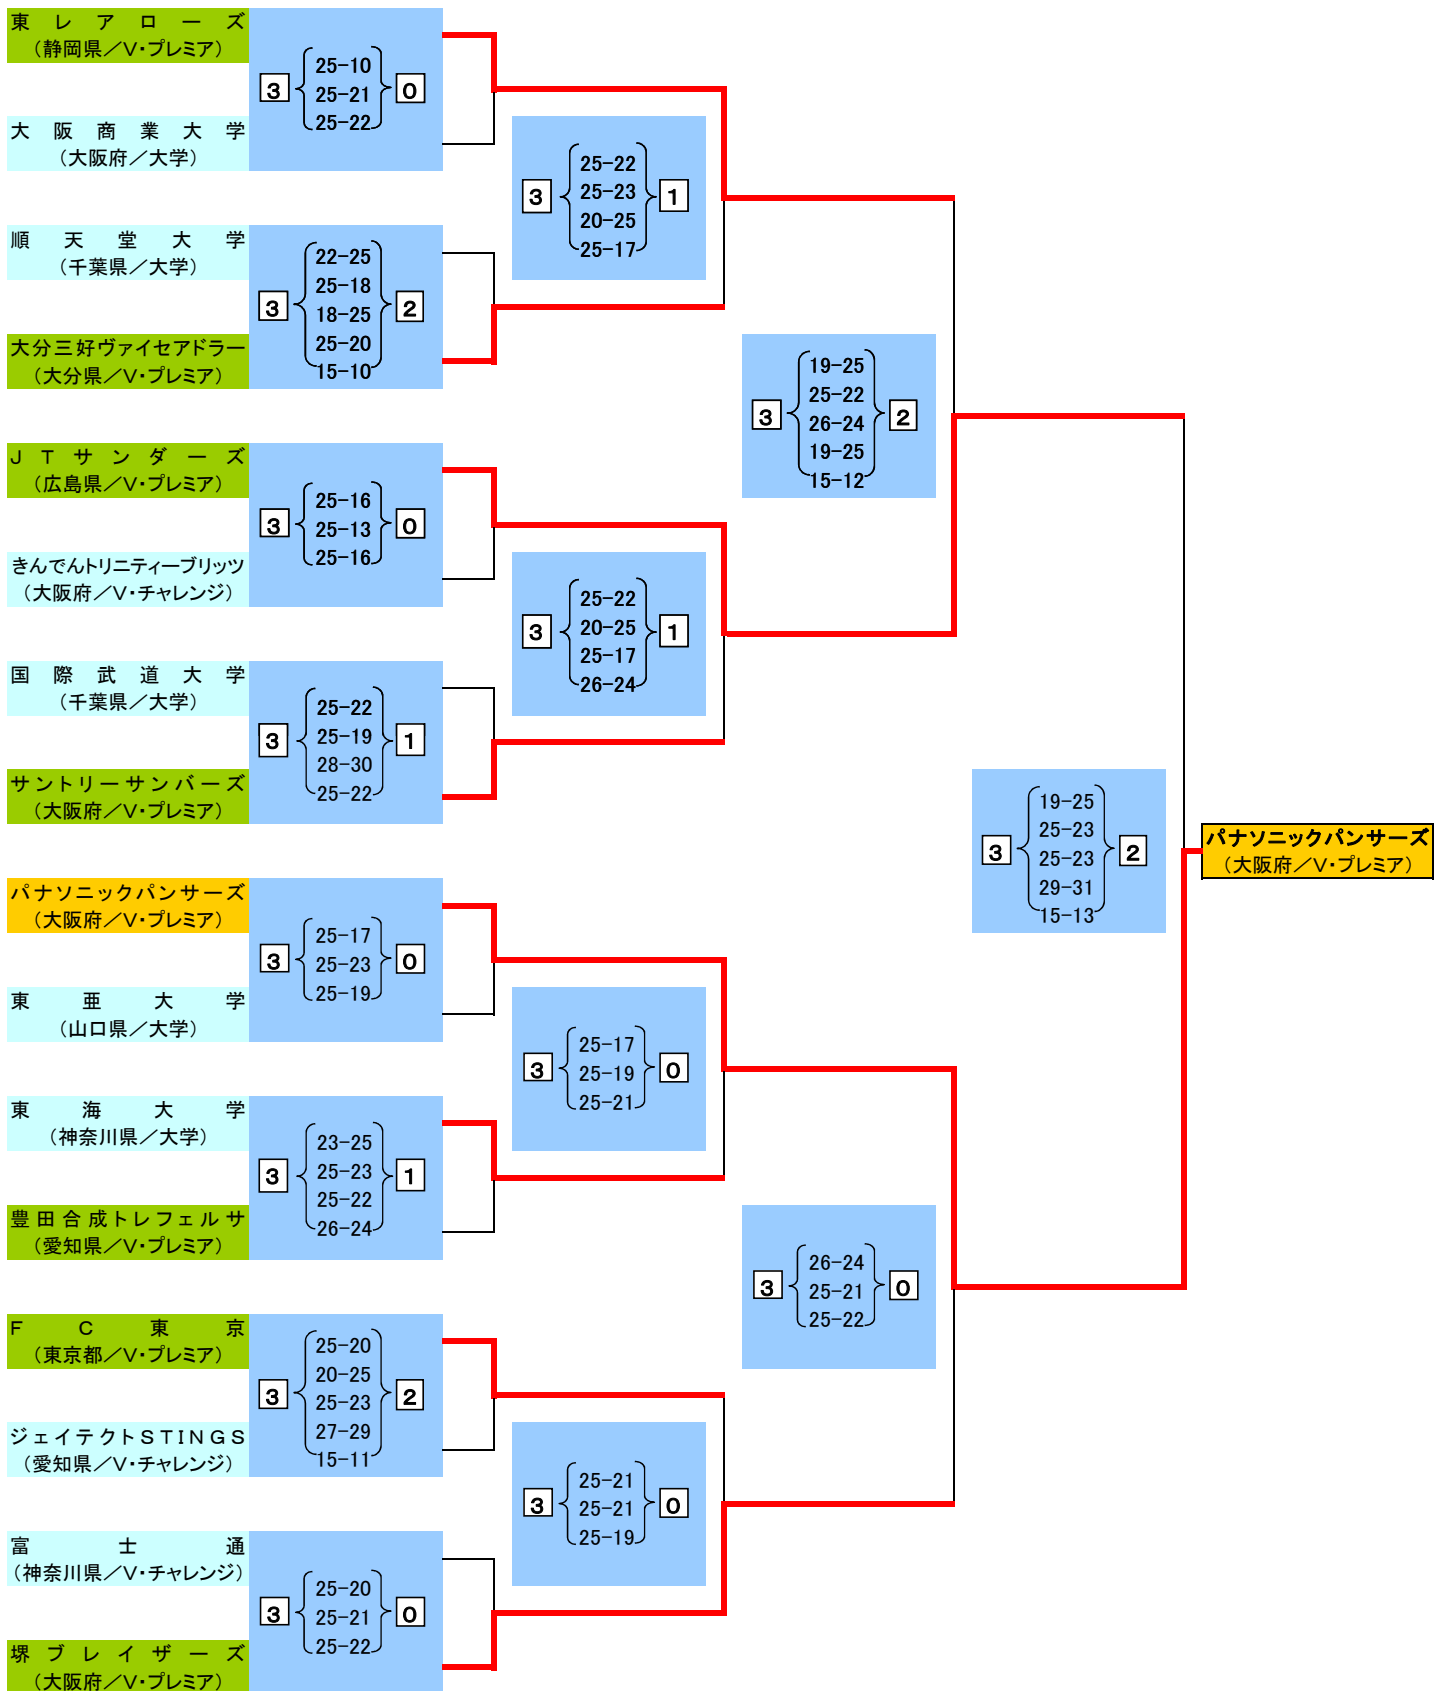 東レアローズ
（静岡県／V・プレミア）
3 25-10 0
25-21
25-22
大阪商業大学
（大阪府／大学）
順天堂大学
（千葉県／大学）
3 22-25 2
25-18
18-25
25-20
15-10
大分三好ヴァイセアドラー
（大分県／V・プレミア）
3 25-22 1
25-23
20-25
25-17
JTサンダーズ
（広島県／V・プレミア）
3 25-16 0
25-13
25-16
きんでんトリニティーブリッツ
（大阪府／V・チャレンジ）
国際武道大学
（千葉県／大学）
3 25-22 1
25-19
28-30
25-22
サントリーサンバーズ
（大阪府／V・プレミア）
3 25-22 1
20-25
25-17
26-24
3 19-25 2
25-22
26-24
19-25
15-12
パナソニックパンサーズ
（大阪府／V・プレミア）
3 25-17 0
25-23
25-19
東亜大学
（山口県／大学）
東海大学
（神奈川県／大学）
3 23-25 1
25-23
25-22
26-24
豊田合成トレフェルサ
（愛知県／V・プレミア）
3 25-17 0
25-19
25-21
FC東京
（東京都／V・プレミア）
3 25-20 2
20-25
25-23
27-29
15-11
ジェイテクトSTINGS
（愛知県／V・チャレンジ）
富士通
（神奈川県／V・チャレンジ）
3 25-20 0
25-21
25-22
堺ブレイザーズ
（大阪府／V・プレミア）
3 25-21 0
25-21
25-19
3 26-24 0
25-21
25-22
3 19-25 2
25-23
25-23
29-31
15-13
パナソニックパンサーズ
（大阪府／V・プレミア）